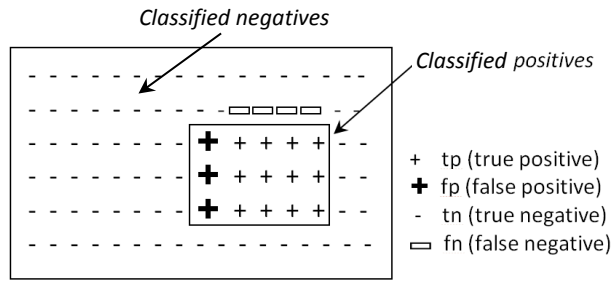 Classified negatives
Classified positives
+ tp (true positive)
+ fp (false positive)
- tn (true negative)
fn (false negative)